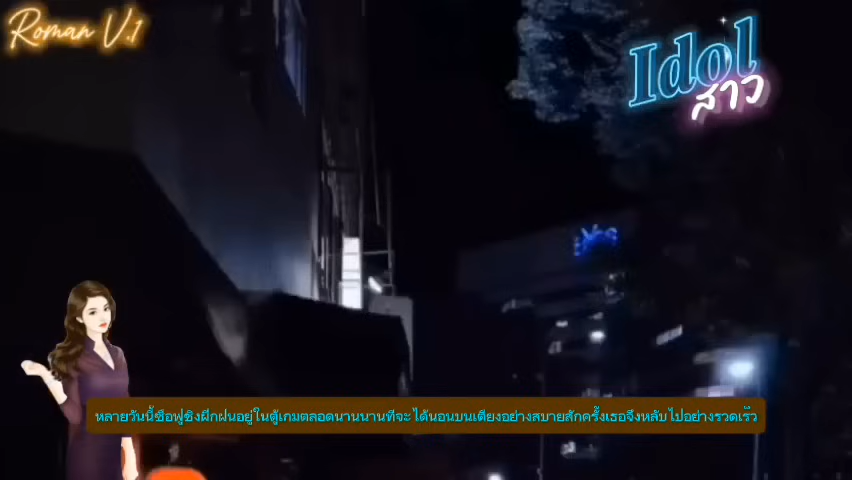 Roman V.1
Idol
สาว
หลายวันนี้ซือฟูซิงฝึกฝนอยู่ในตู้เกมตลอดนานนานทีจะได้นอนบนเตียงอย่างสบายสักครั้งเธอจึงหลับไปอย่างรวดเร็ว